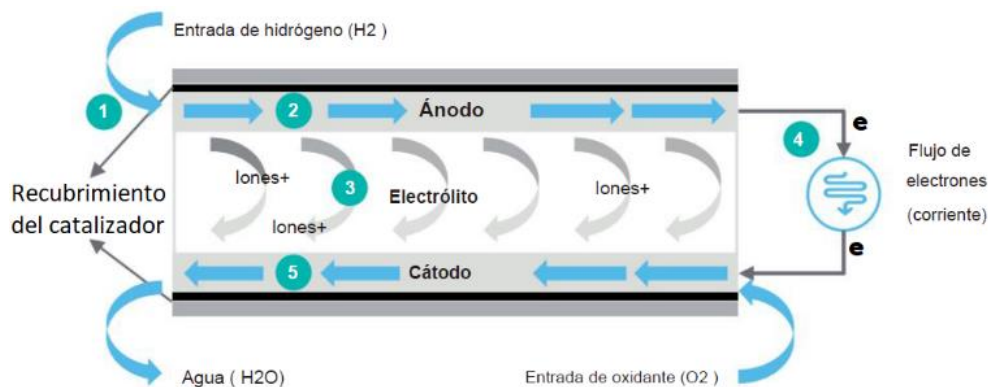 Entrada de hidrógeno (H2 )
1
2
Ánodo
e
4
Flujo de
electrones
(corriente)
Iones+
3
Electrólito
Iones+
Recubrimiento
del catalizador
Iones+
e
5
Cátodo
Agua ( H2O)
Entrada de oxidante (O2 )